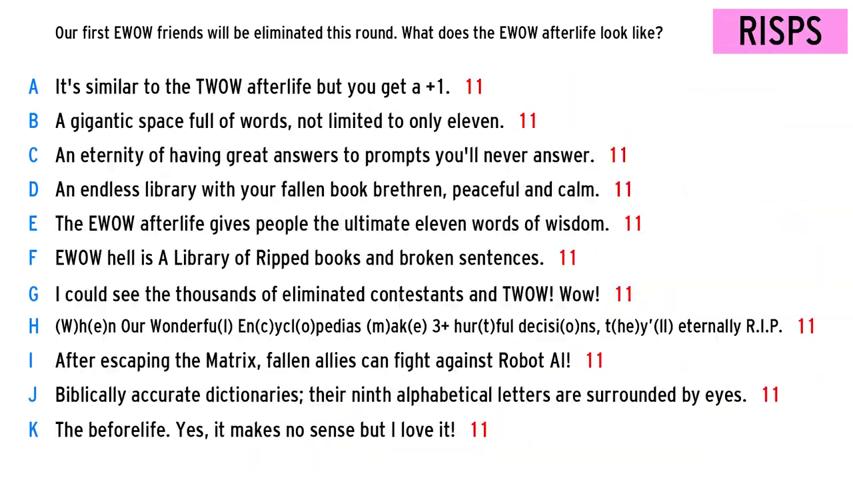 Our first EWOW friends will be eliminated this round. What does the EWOW afterlife look like?
RISPS
A It's similar to the TWOW afterlife but you get a +1. 11
B A gigantic space full of words, not limited to only eleven. 11
C An eternity of having great answers to prompts you'll never answer. 11
D An endless library with your fallen book brethren, peaceful and calm. 11
E The EWOW afterlife gives people the ultimate eleven words of wisdom. 11
F EWOW hell is A Library of Ripped books and broken sentences. 11
G I could see the thousands of eliminated contestants and TWOW! Wow! 11
H (W)h(e)n Our Wonderfu(l) En(c)ycl(o)pedias (m)ak(e) 3+ hur(t)ful decisi(o)ns, t(he)y'(ll) eternally R.I.P. 11
I After escaping the Matrix, fallen allies can fight against Robot AI! 11
J Biblically accurate dictionaries; their ninth alphabetical letters are surrounded by eyes. 11
K The beforelife. Yes, it makes no sense but I love it! 11